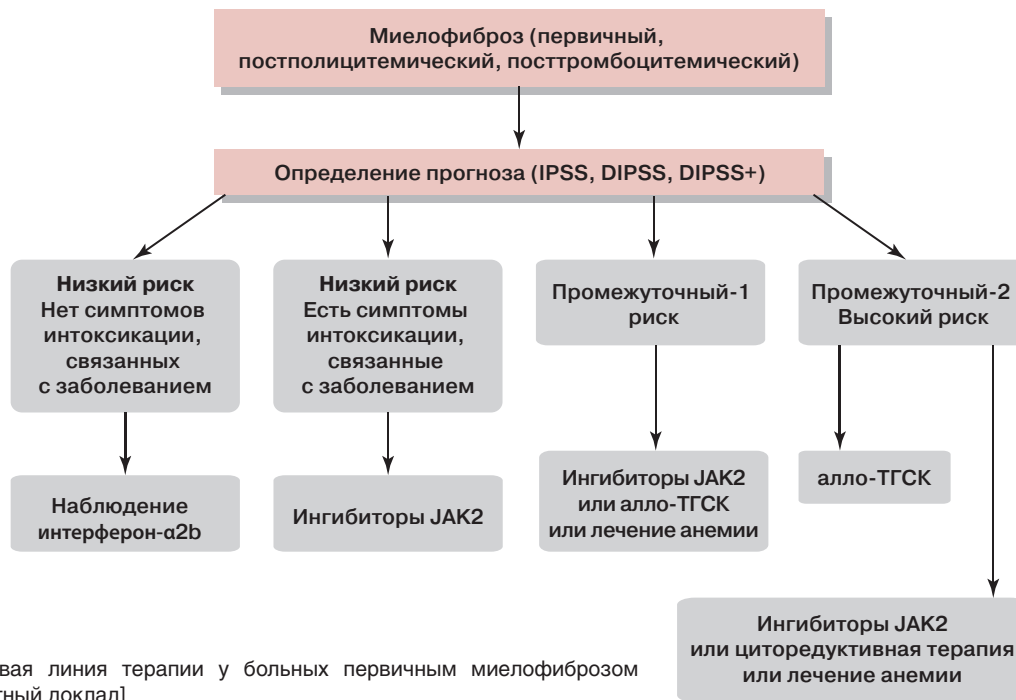 Миелофиброз (первичный,
постполицитемический, посттромбоцитемический)
Определение прогноза (IPSS, DIPSS, DIPSS+)
Низкий риск
Нет симптомов
интоксикации,
связанных
с заболеванием
Низкий риск
Есть симптомы
интоксикации,
связанные
с заболеванием
Промежуточный-1
риск
Промежуточный-2
Высокий риск
Наблюдение
интерферон-α2b
Ингибиторы JAK2
Ингибиторы JAK2
или алло-ТГСК
или лечение анемии
алло-ТГСК
Ингибиторы JAK2
или циторедуктивная терапия
или лечение анемии
вая линия терапии у больных первичным миелофиброзом
тный доклад]